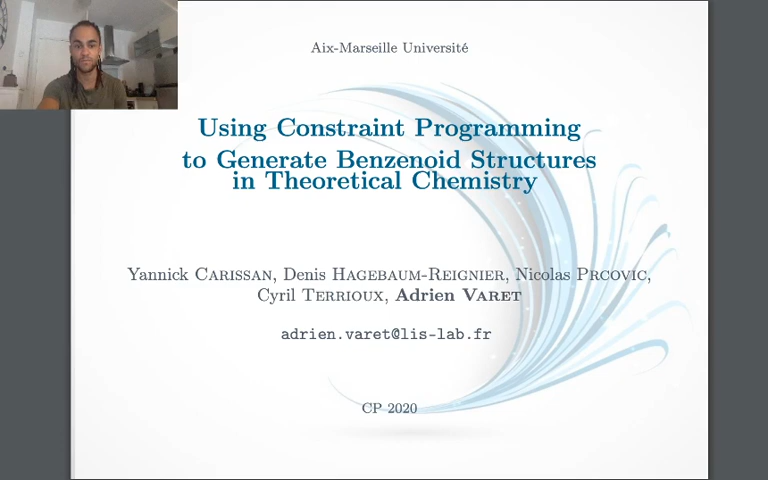 Aix-Marseille Université
Using Constraint Programming
to Generate Benzenoid Structures
in Theoretical Chemistry
Yannick CARISSAN, Denis HAGEBAUM-REIGNIER, Nicolas PRCOVIC,
Cyril TERRIOUX, Adrien VARET
adrien.varet@lis-lab.fr
CP 2020